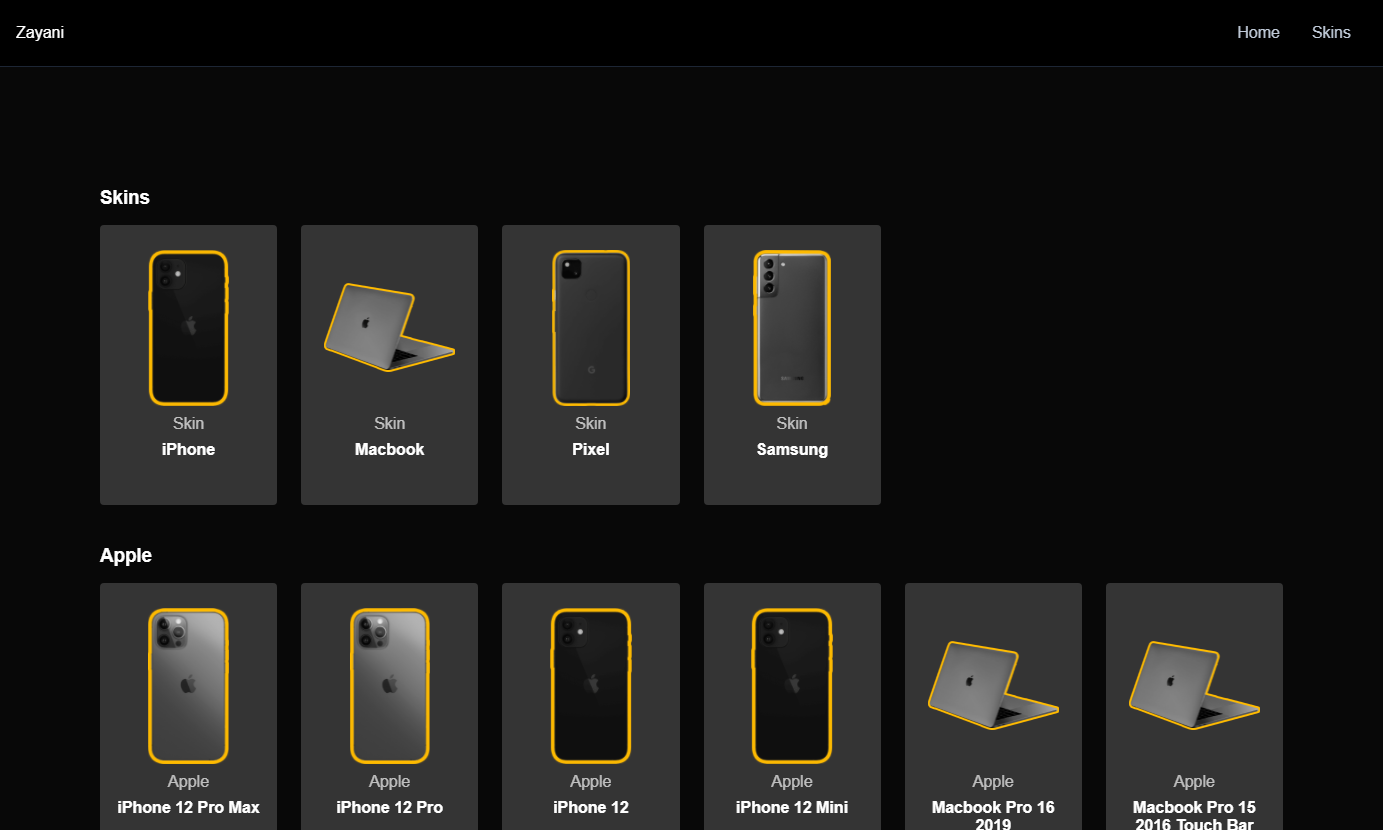 Zayani
Home
Skins
Skins
Skin
iPhone
Skin
Macbook
Skin
Pixel
Skin
Samsung
Apple
Apple
iPhone 12 Pro Max
Apple
iPhone 12 Pro
Apple
iPhone 12
Apple
iPhone 12 Mini
Apple
Macbook Pro 16
2019
Apple
Macbook Pro 15
2016 Touch Bar